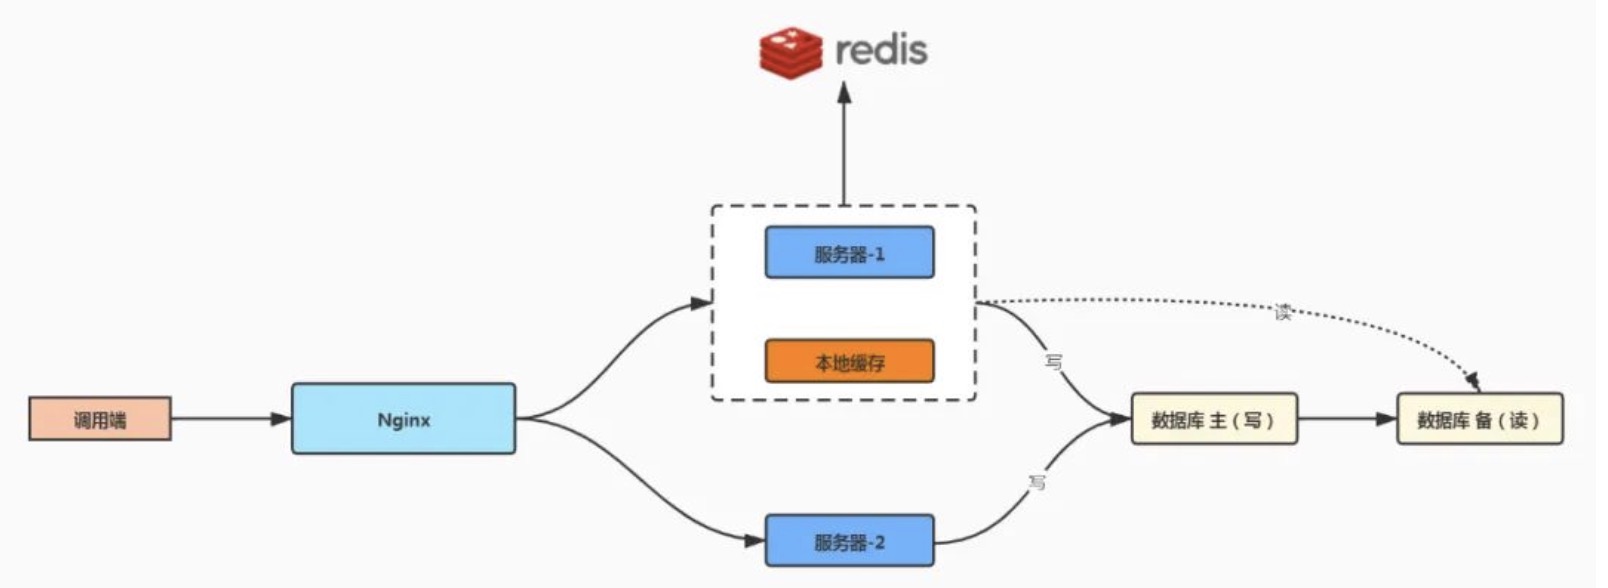 redis
服务器-1
读
本地缓存
写
调用端
Nginx
数据库 主（写）
数据库 备（读）
写
服务器-2